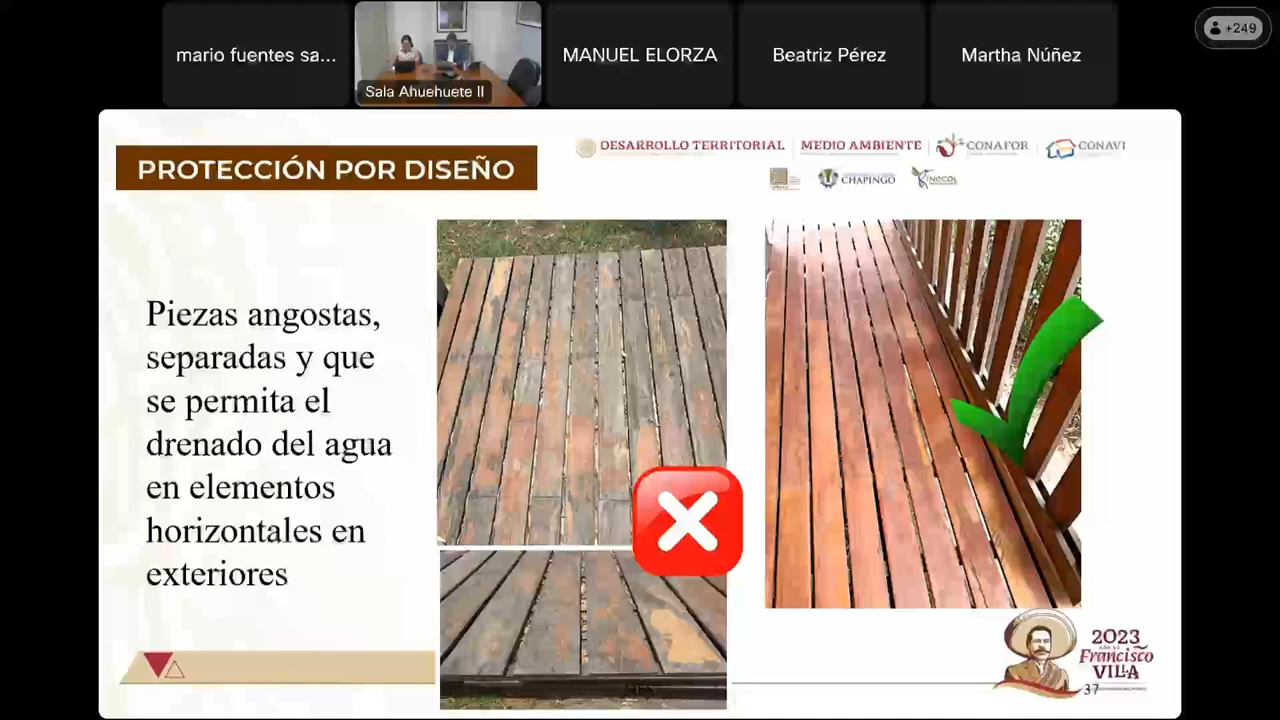 mario fuentes sa...
Sala Ahuehuete II
MANUEL ELORZA
Beatriz Pérez
Martha Núñez
+249
PROTECCIÓN POR DISEÑO
DESARROLLO TERRITORIAL
MEDIO AMBIENTE
CONAFOR
CONAVI
CHAPINGO
INECOL
Piezas angostas,
separadas y que
se permita el
drenado del agua
en elementos
horizontales en
exteriores
2023
Francisco
VILLA
37